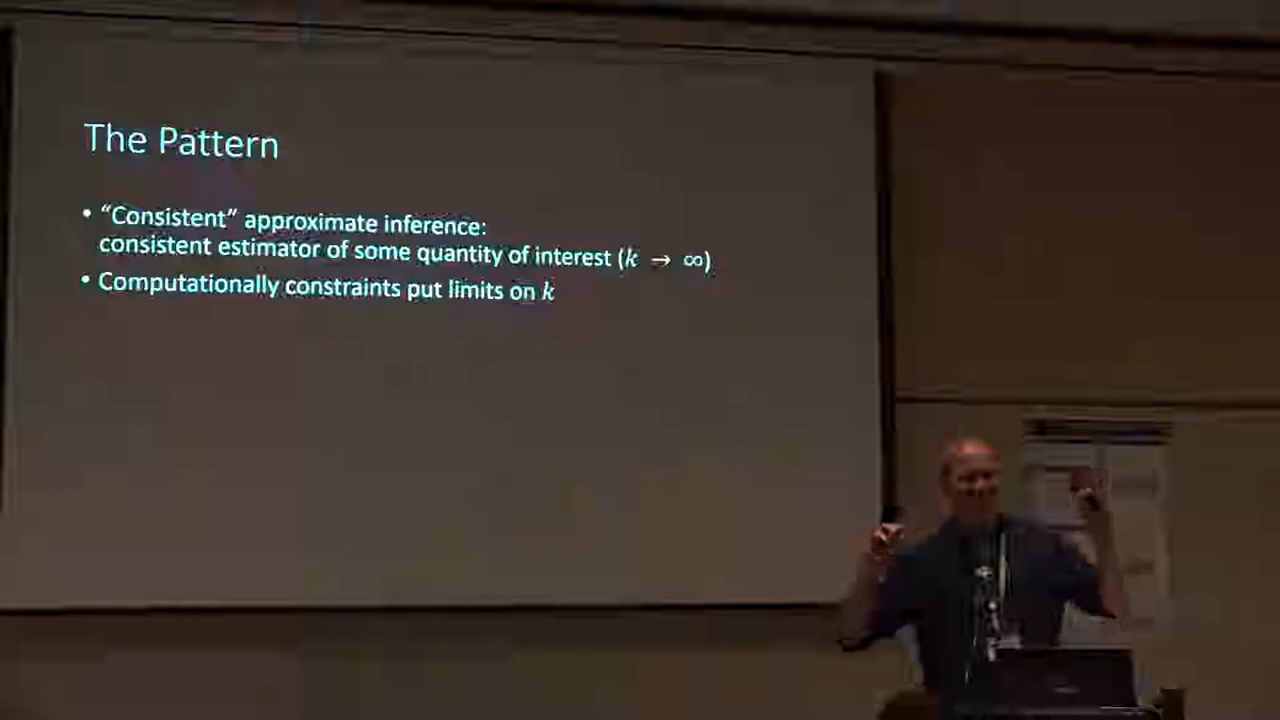 The Pattern
• “Consistent” approximate inference:
consistent estimator of some quantity of interest (k → ∞)
• Computationally constraints put limits on k